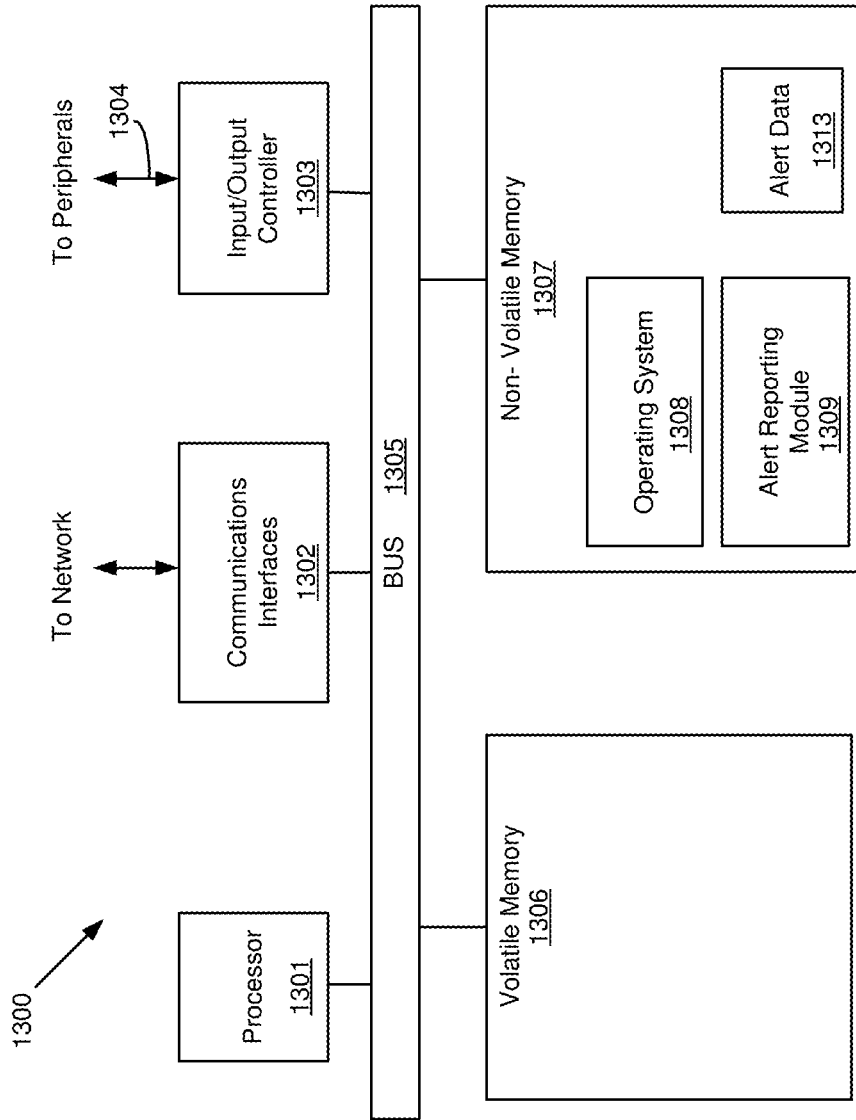 1300
To Network
To Peripherals
1304
Processor
1301
Communications
Interfaces
1302
Input/Output
Controller
1303
BUS
1305
Volatile Memory
1306
Non- Volatile Memory
1307
Operating System
1308
Alert Reporting
Module
1309
Alert Data
1313